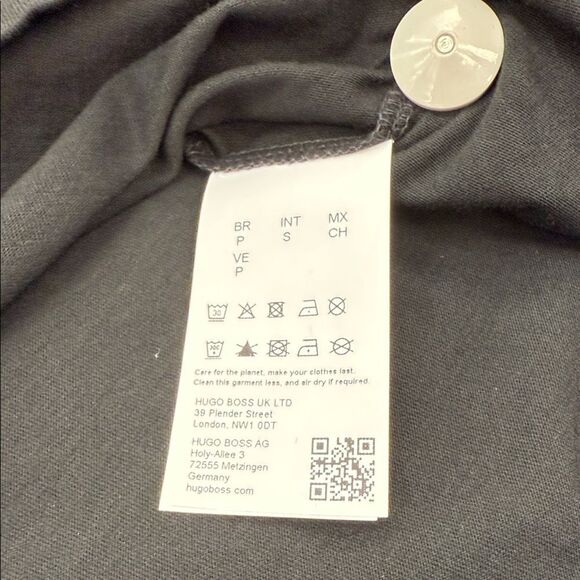 BR INT MX
P S CH
VE
P
30
30C
Care for the planet, make your clothes last.
Clean this garment less, and air dry if required.
HUGO BOSS UK LTD
39 Plender Street
London, NW1 0DT
HUGO BOSS AG
Holy-Allee 3
72555 Metzingen
Germany
hugoboss.com